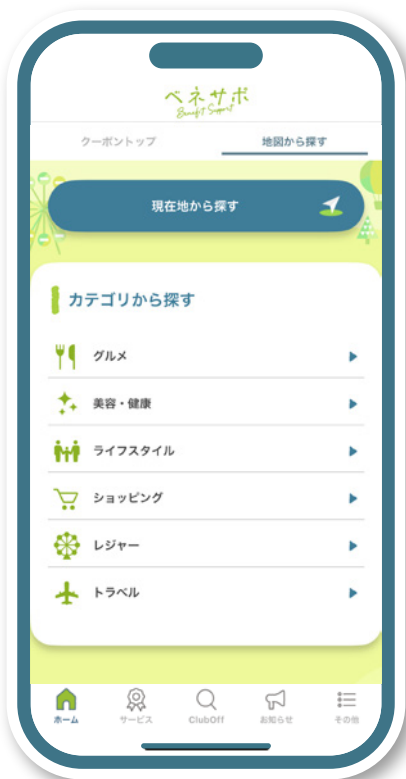 ベネサポ
Benefit Support
クーポントップ
地図から探す
現在地から探す
カテゴリから探す
グルメ
美容・健康
ライフスタイル
ショッピング
レジャー
トラベル
ホーム
サービス
ClubOff
お知らせ
その他